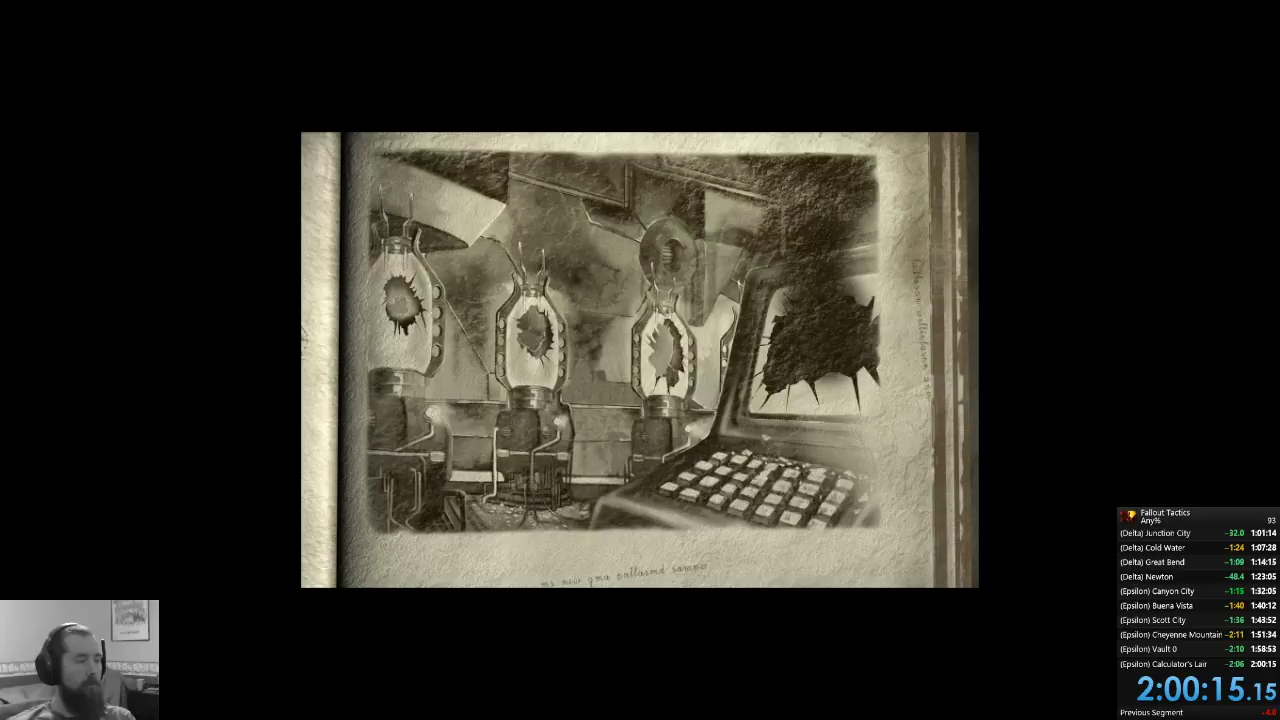 Fallout Tactics
Any% 93
(Delta) Junction City -32.0 1:01:14
(Delta) Cold Water -1:24 1:07:28
(Delta) Great Bend -1:09 1:14:15
(Delta) Newton -48.4 1:23:05
(Epsilon) Canyon City -1:15 1:32:05
(Epsilon) Buena Vista -1:40 1:40:12
(Epsilon) Scott City -1:36 1:43:52
(Epsilon) Cheyenne Mountain -2:11 1:51:34
(Epsilon) Vault 0 -2:10 1:58:53
(Epsilon) Calculator's Lair -2:06 2:00:15
2:00:15.15
Previous Segment -4.0